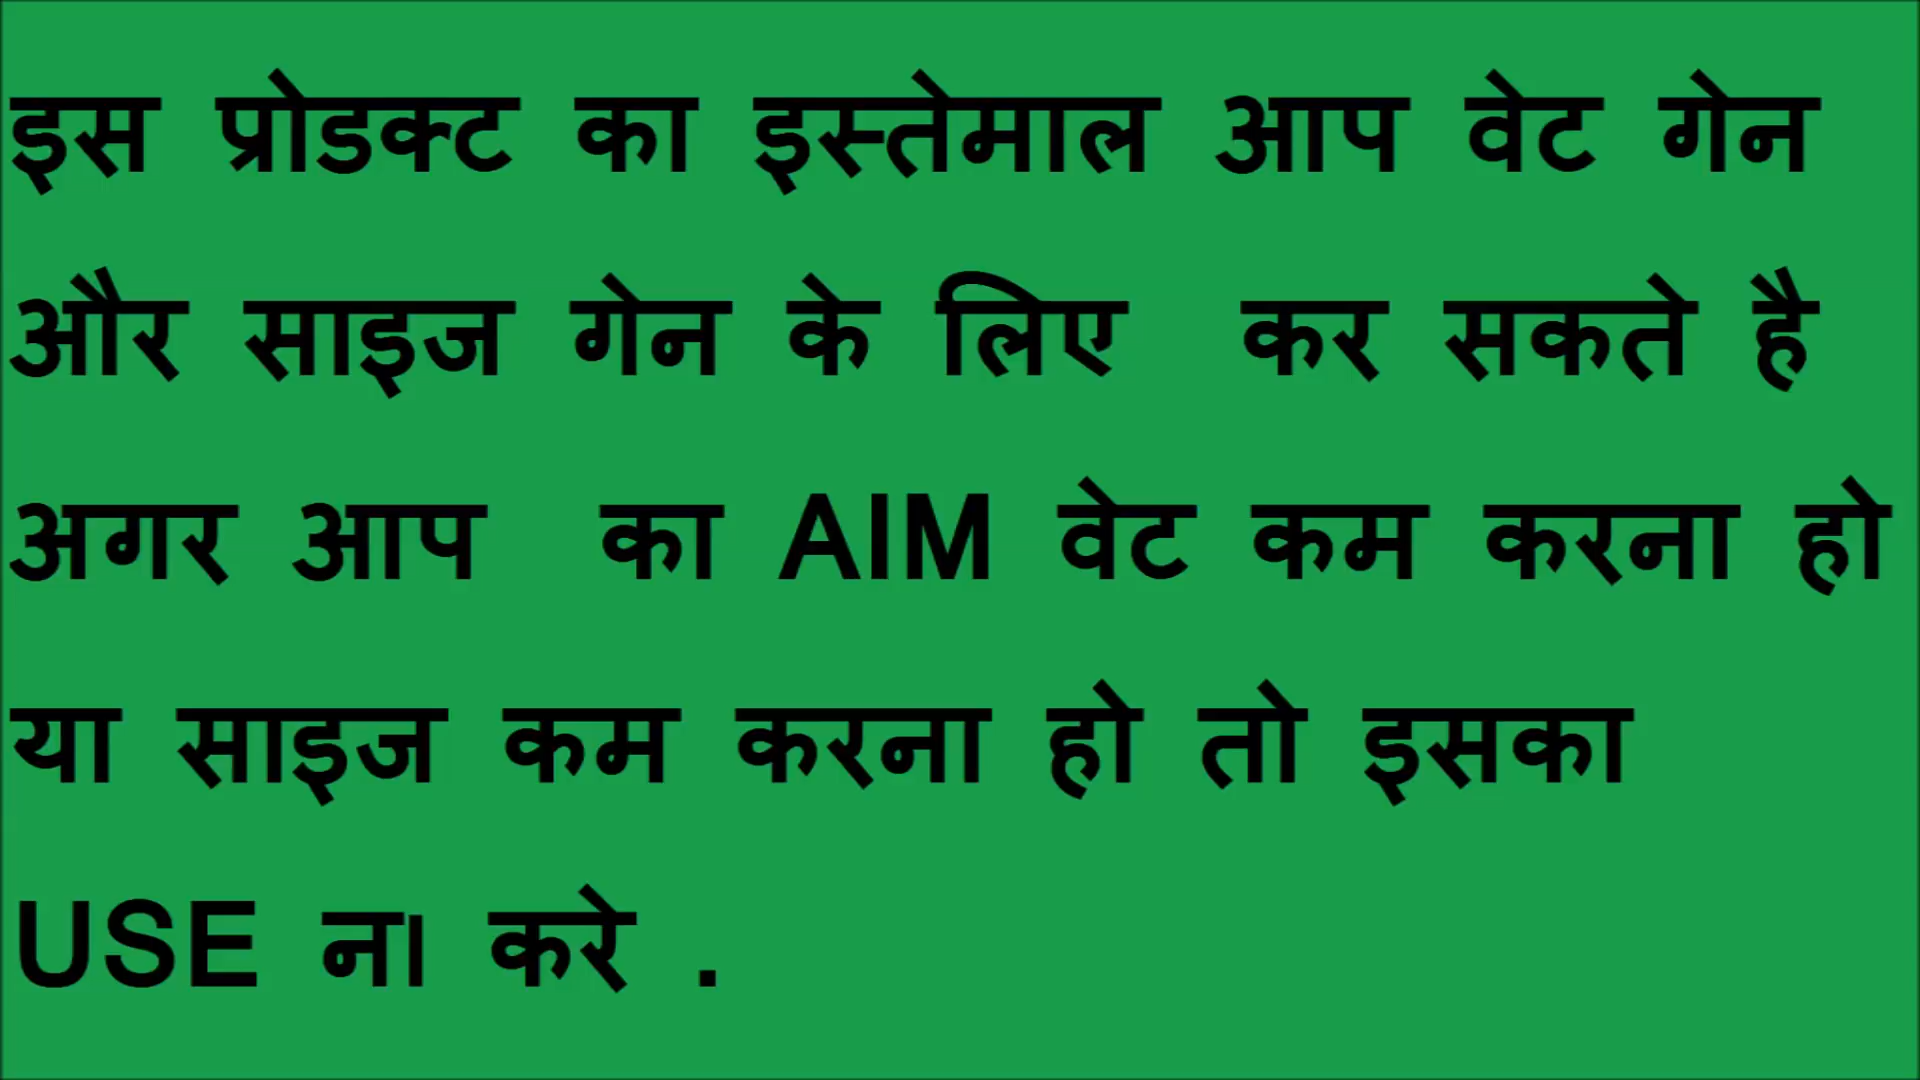 इस प्रोडक्ट का इस्तेमाल आप वेट गेन
और साइज गेन के लिए कर सकते है
अगर आप का AIM वेट कम करना हो
या साइज कम करना हो तो इसका
USE ना करे .